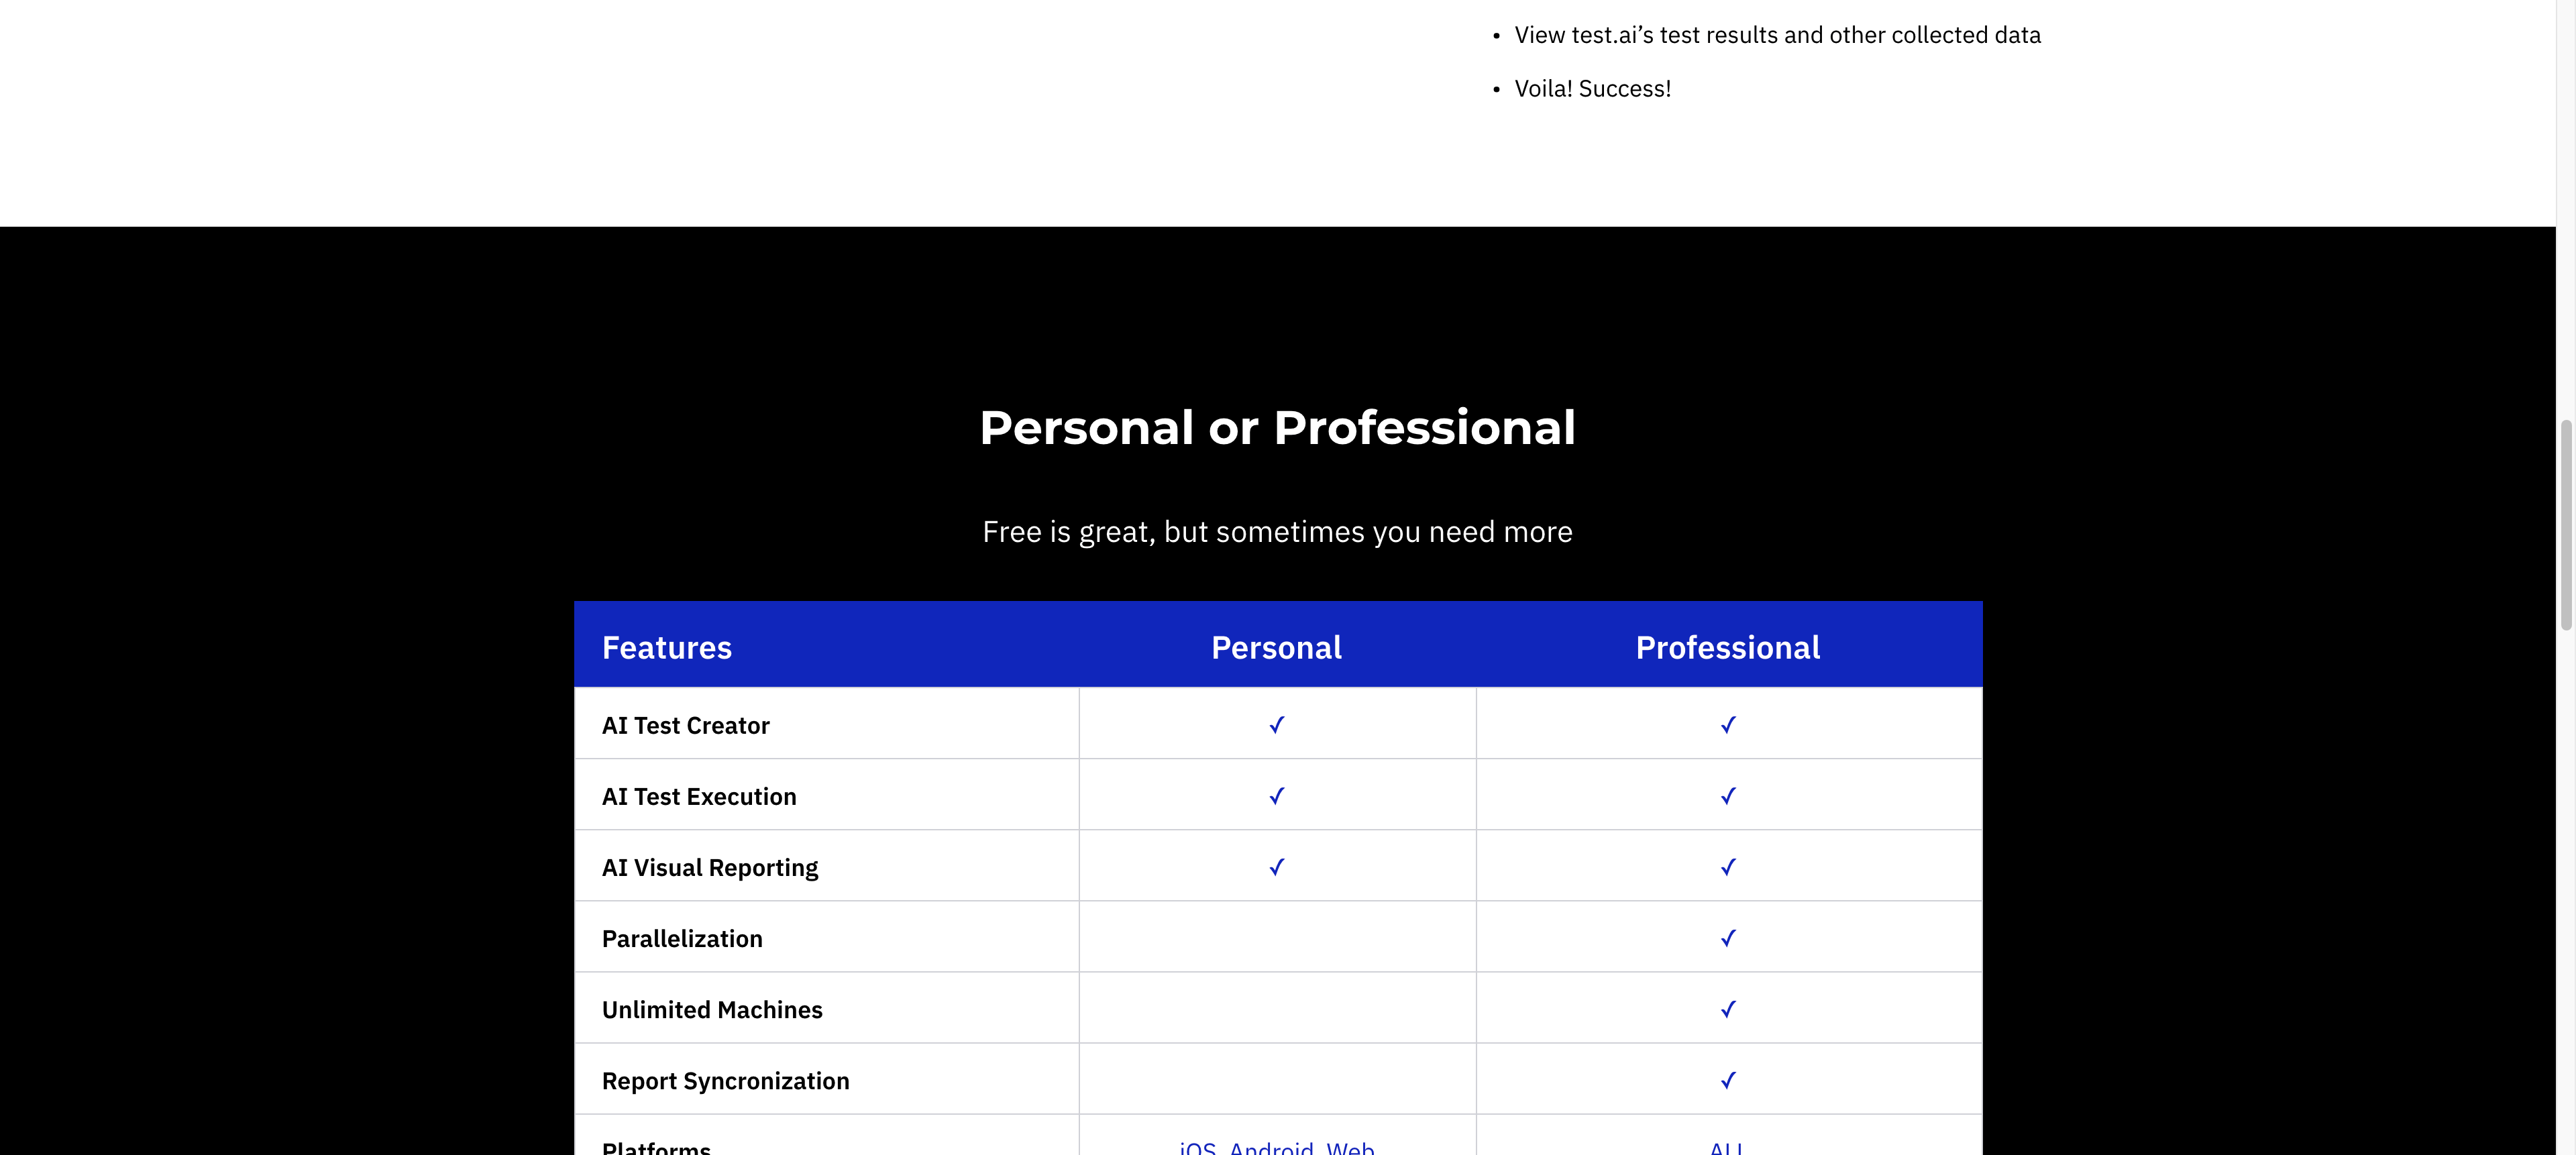 • View test.ai’s test results and other collected data
• Voila! Success!
Personal or Professional
Free is great, but sometimes you need more
Features Personal Professional
AI Test Creator ✓ ✓
AI Test Execution ✓ ✓
AI Visual Reporting ✓ ✓
Parallelization ✓
Unlimited Machines ✓
Report Syncronization ✓
Platforms iOS, Android, Web ALL